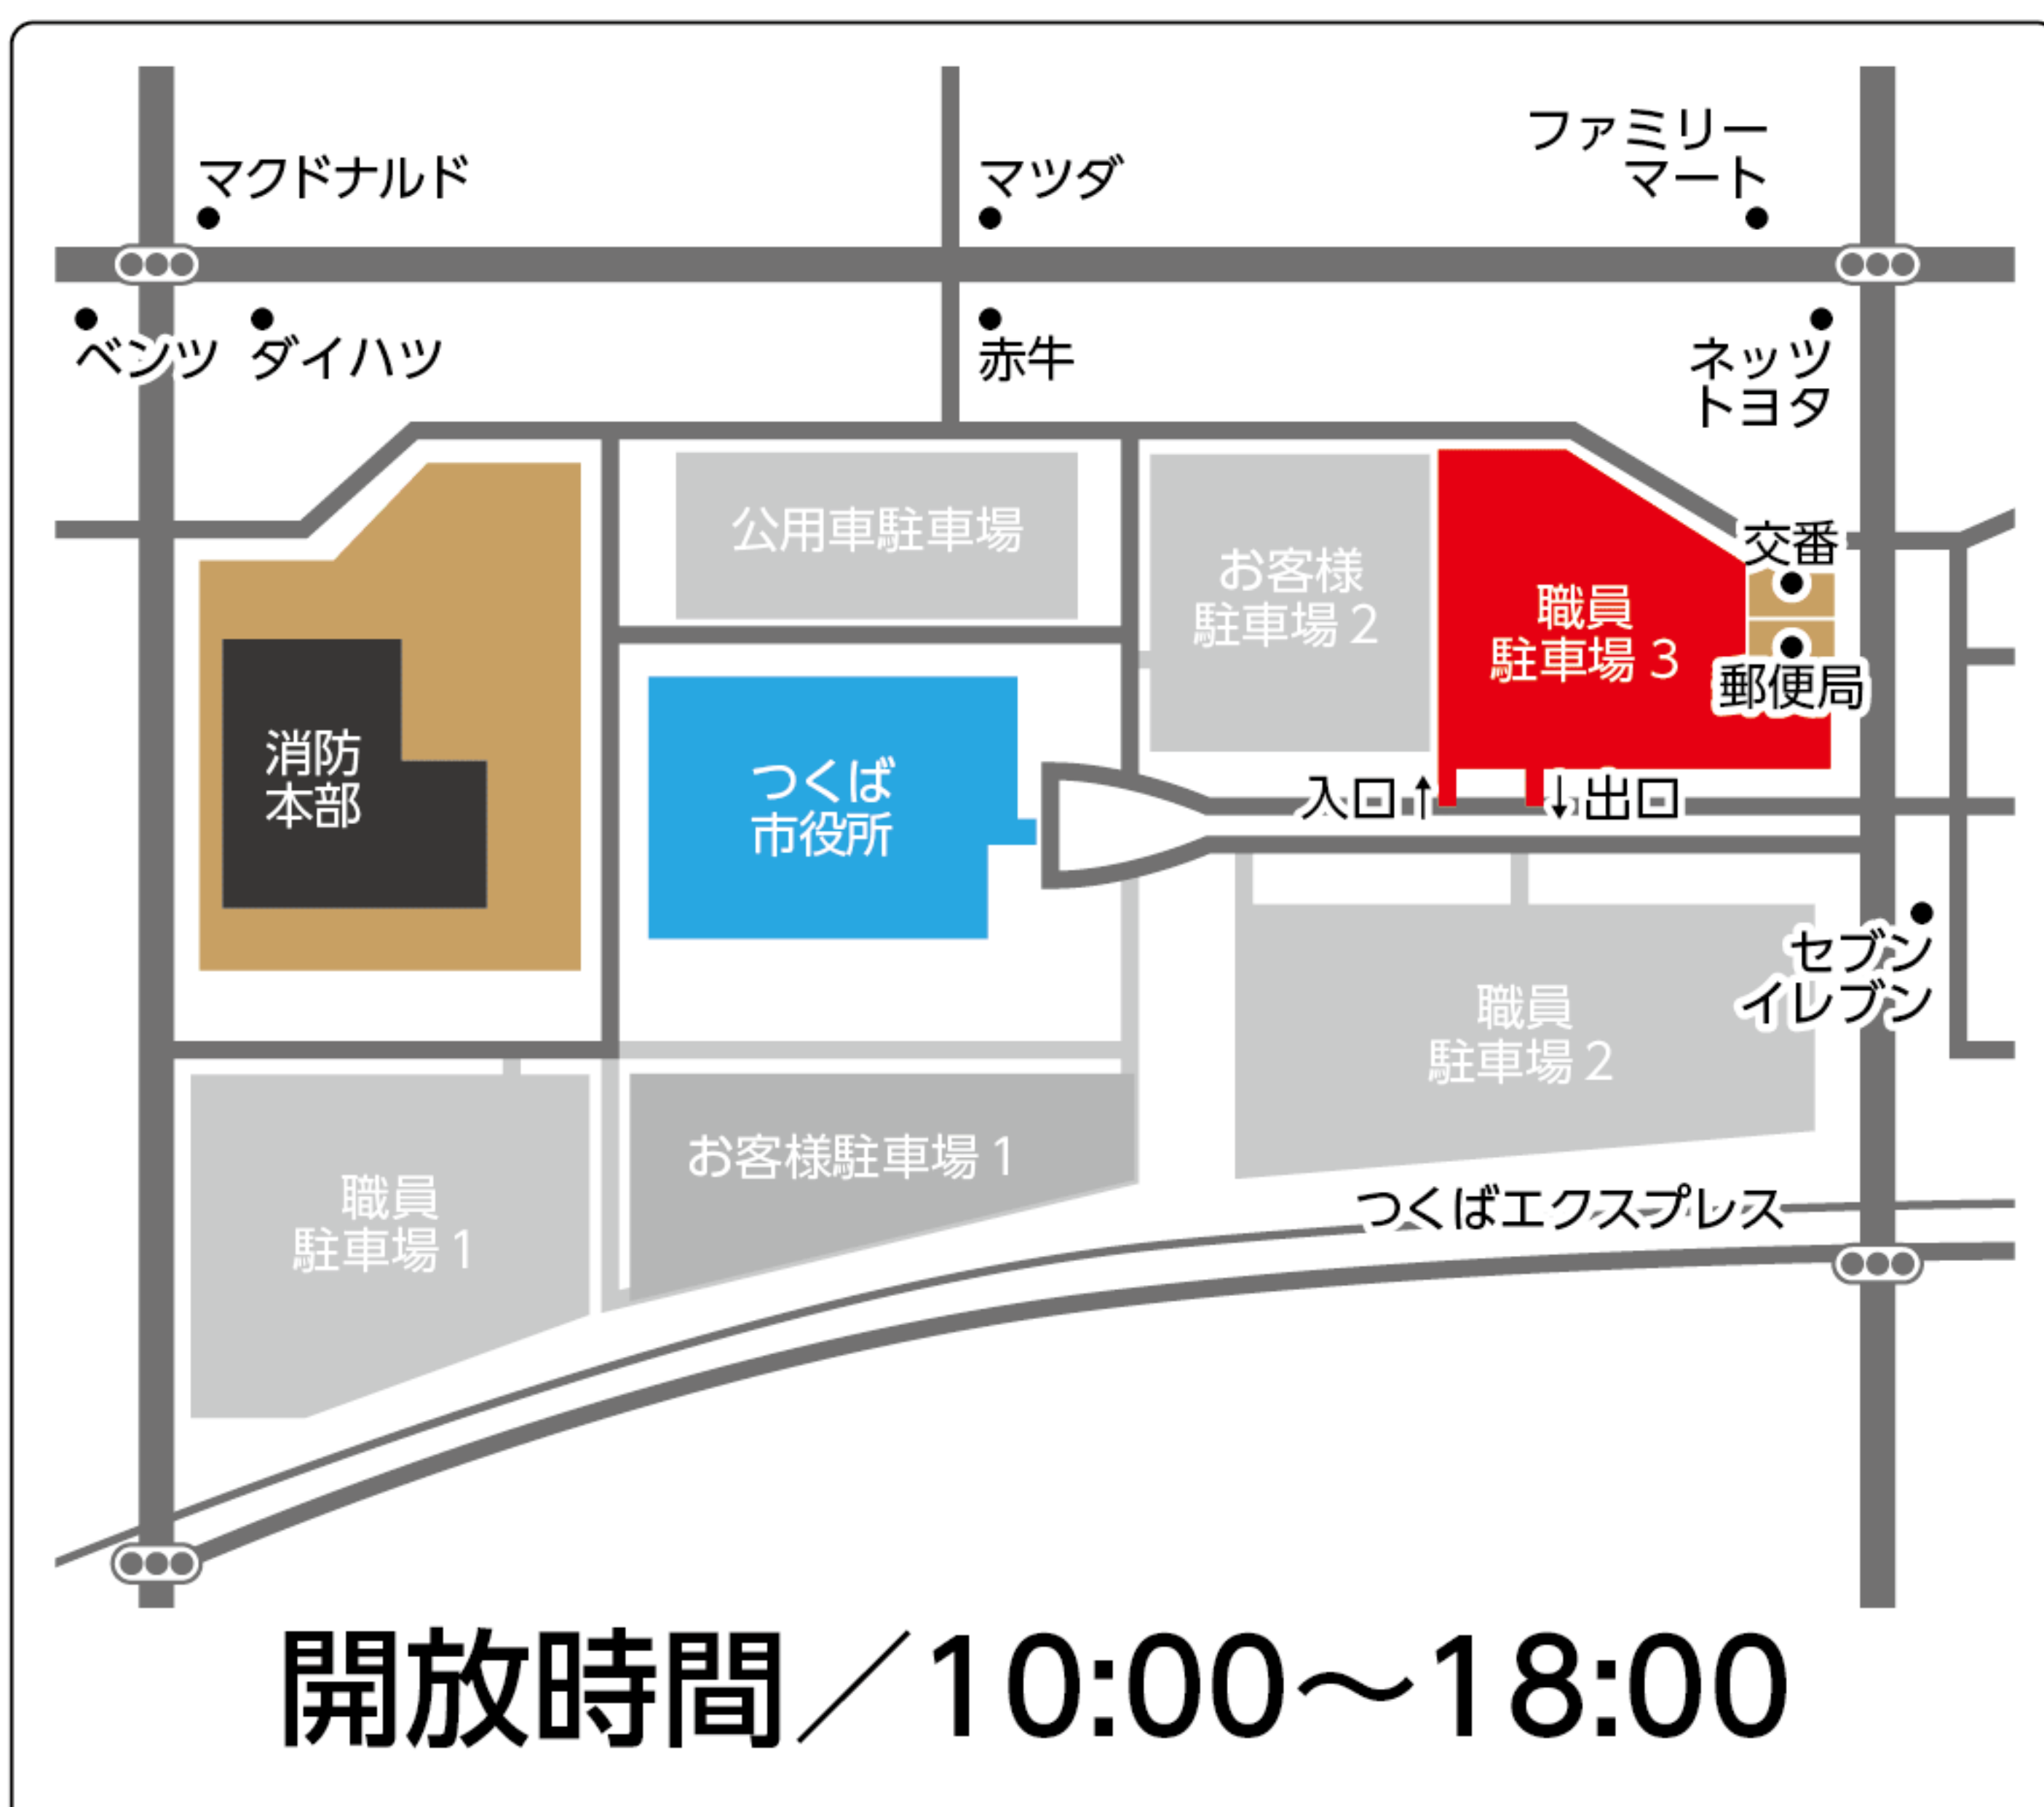 マクドナルド
マツダ
ファミリー
マート
ベンツ
ダイハツ
赤牛
ネッツ
トヨタ
公用車駐車場
お客様
駐車場 2
職員
駐車場 3
交番
郵便局
消防
本部
つくば
市役所
入口↑
↓出口
セブン
イレブン
職員
駐車場 2
お客様駐車場 1
職員
駐車場 1
つくばエクスプレス
開放時間／10:00～18:00